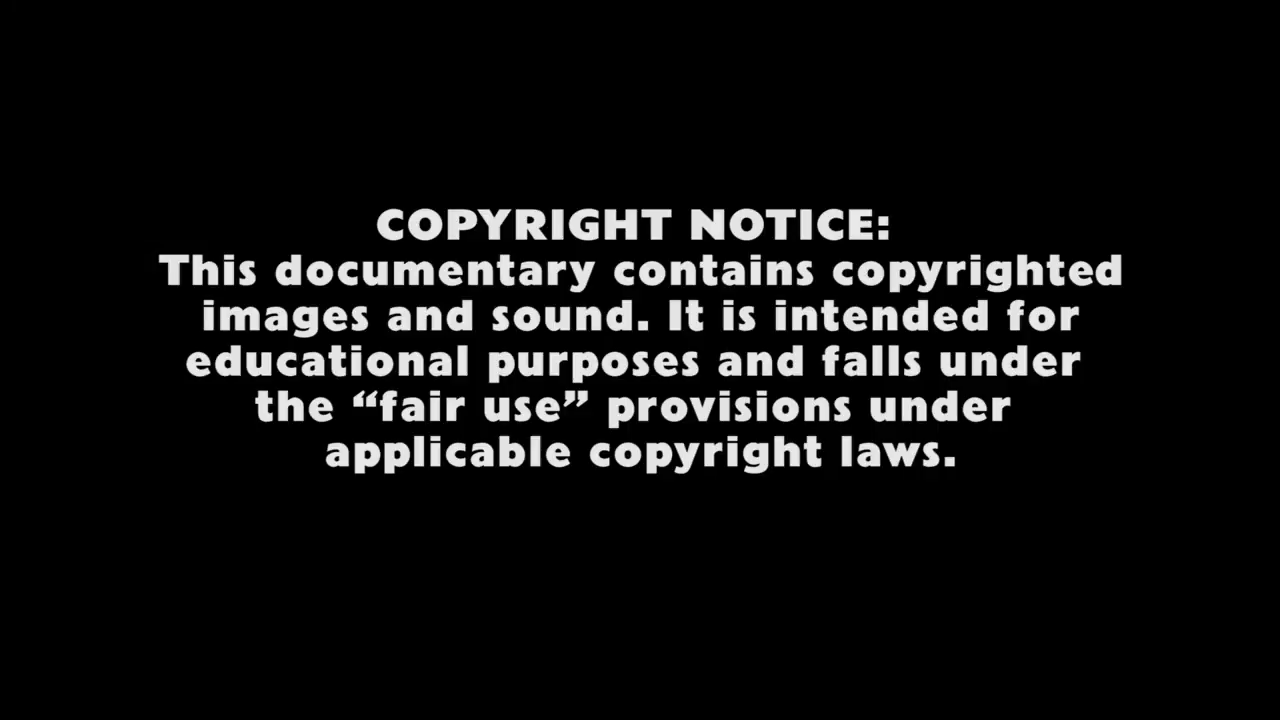 COPYRIGHT NOTICE:
This documentary contains copyrighted
images and sound. It is intended for
educational purposes and falls under
the “fair use” provisions under
applicable copyright laws.